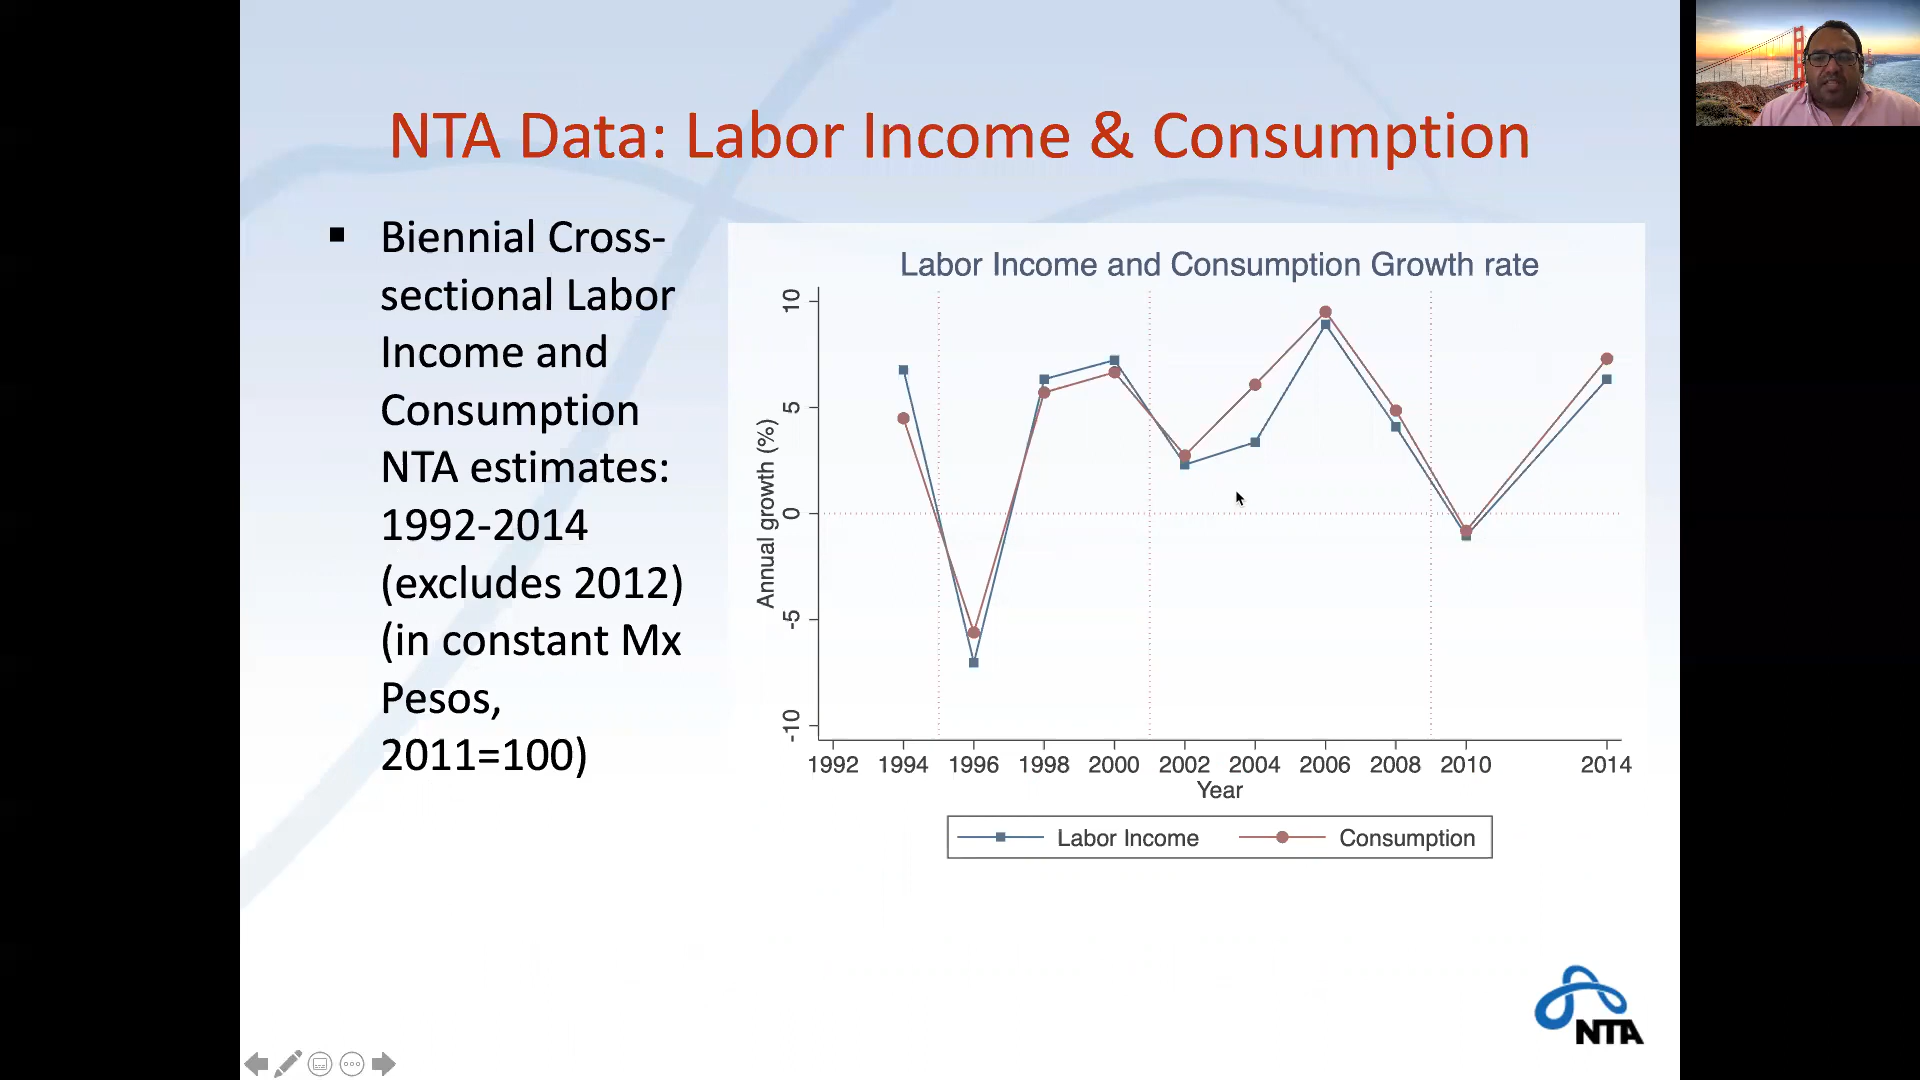 NTA Data: Labor Income & Consumption
▪ Biennial Cross-
sectional Labor
Income and
Consumption
NTA estimates:
1992-2014
(excludes 2012)
(in constant Mx
Pesos,
2011=100)
Labor Income and Consumption Growth rate
Annual growth (%)
10
5
0
-5
-10
1992 1994 1996 1998 2000 2002 2004 2006 2008 2010 2014
Year
Labor Income Consumption
NTA